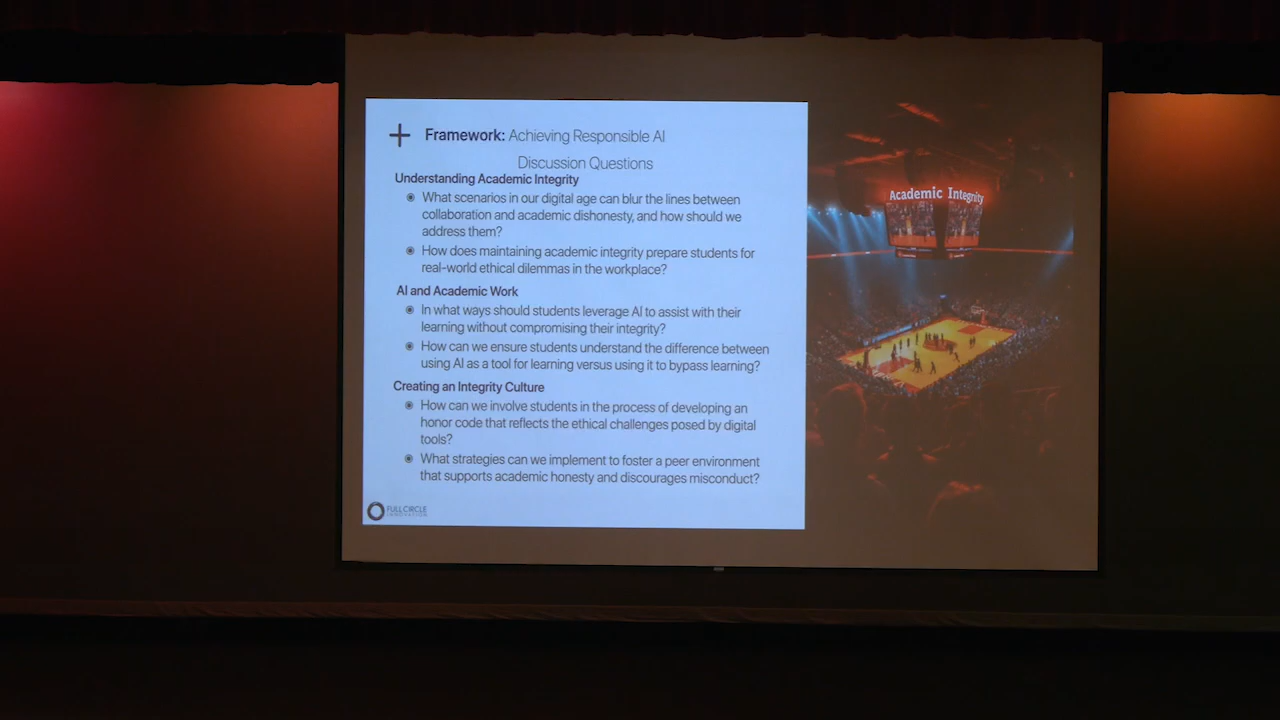 Framework: Achieving Responsible AI
Discussion Questions
Understanding Academic Integrity
What scenarios in our digital age can blur the lines between
collaboration and academic dishonesty, and how should we
address them?
How does maintaining academic integrity prepare students for
real-world ethical dilemmas in the workplace?
AI and Academic Work
In what ways should students leverage AI to assist with their
learning without compromising their integrity?
How can we ensure students understand the difference between
using AI as a tool for learning versus using it to bypass learning?
Creating an Integrity Culture
How can we involve students in the process of developing an
honor code that reflects the ethical challenges posed by digital
tools?
What strategies can we implement to foster a peer environment
that supports academic honesty and discourages misconduct?
FULL CIRCLE
INNOVATION
Academic Integrity